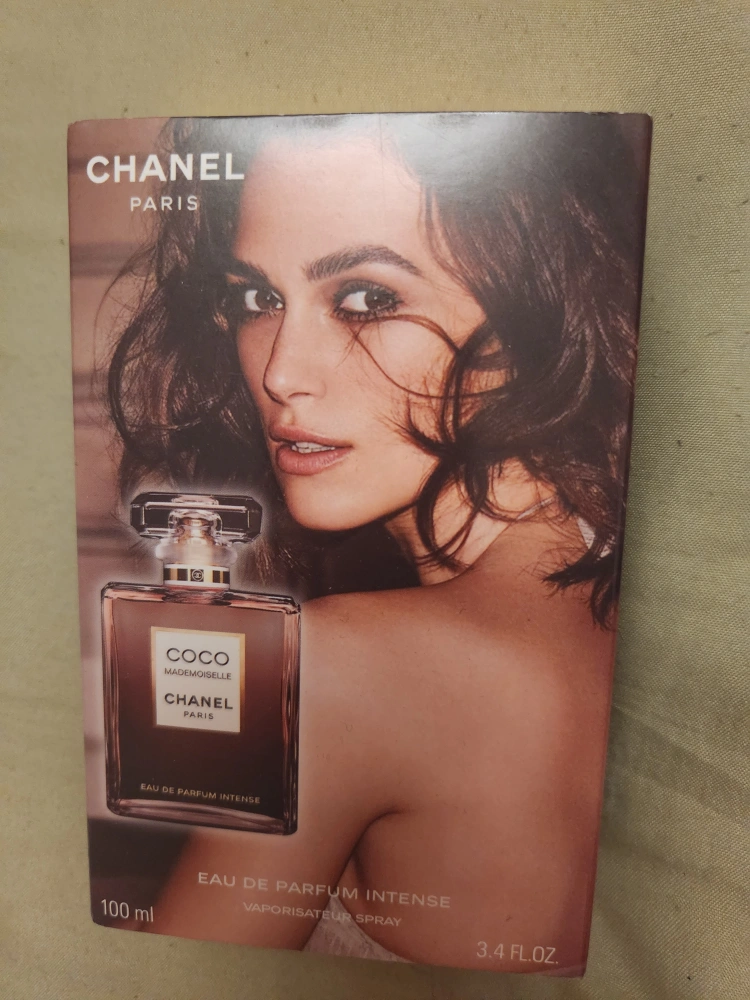 CHANEL
PARIS
COCO
MADEMOISELLE
CHANEL
PARIS
EAU DE PARFUM INTENSE
EAU DE PARFUM INTENSE
VAPORISATEUR SPRAY
100 ml
3.4 FL.OZ.